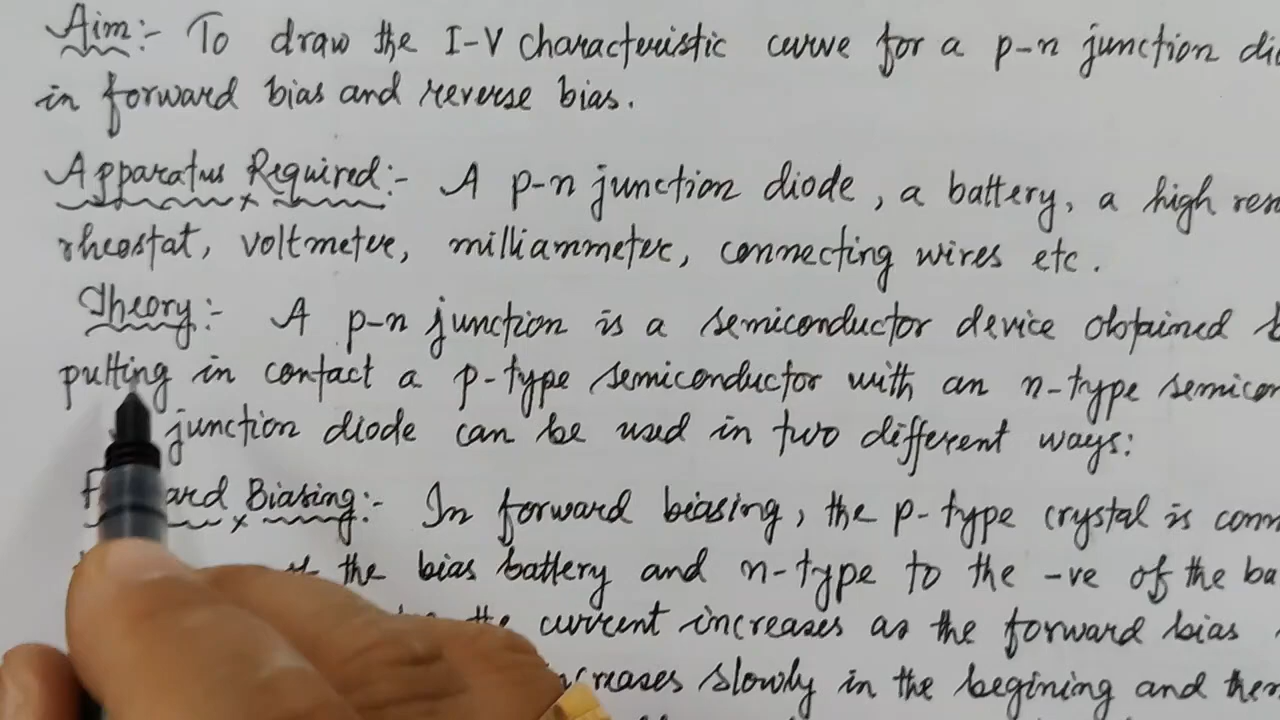 Aim:- To draw the I-V characteristic curve for a p-n junction
in forward bias and reverse bias.
Apparatus Required:- A p-n junction diode, a battery, a high
rheostat, voltmeter, milliammeter, connecting wires etc.
Theory:- A p-n junction is a semiconductor device obtained
putting in contact a p-type semiconductor with an n-type
junction diode can be used in two different ways:
Biasing:- In forward biasing, the p-type crystal is
the bias battery and n-type to the -ve of the
the current increases as the forward bias
increases slowly in the begining and